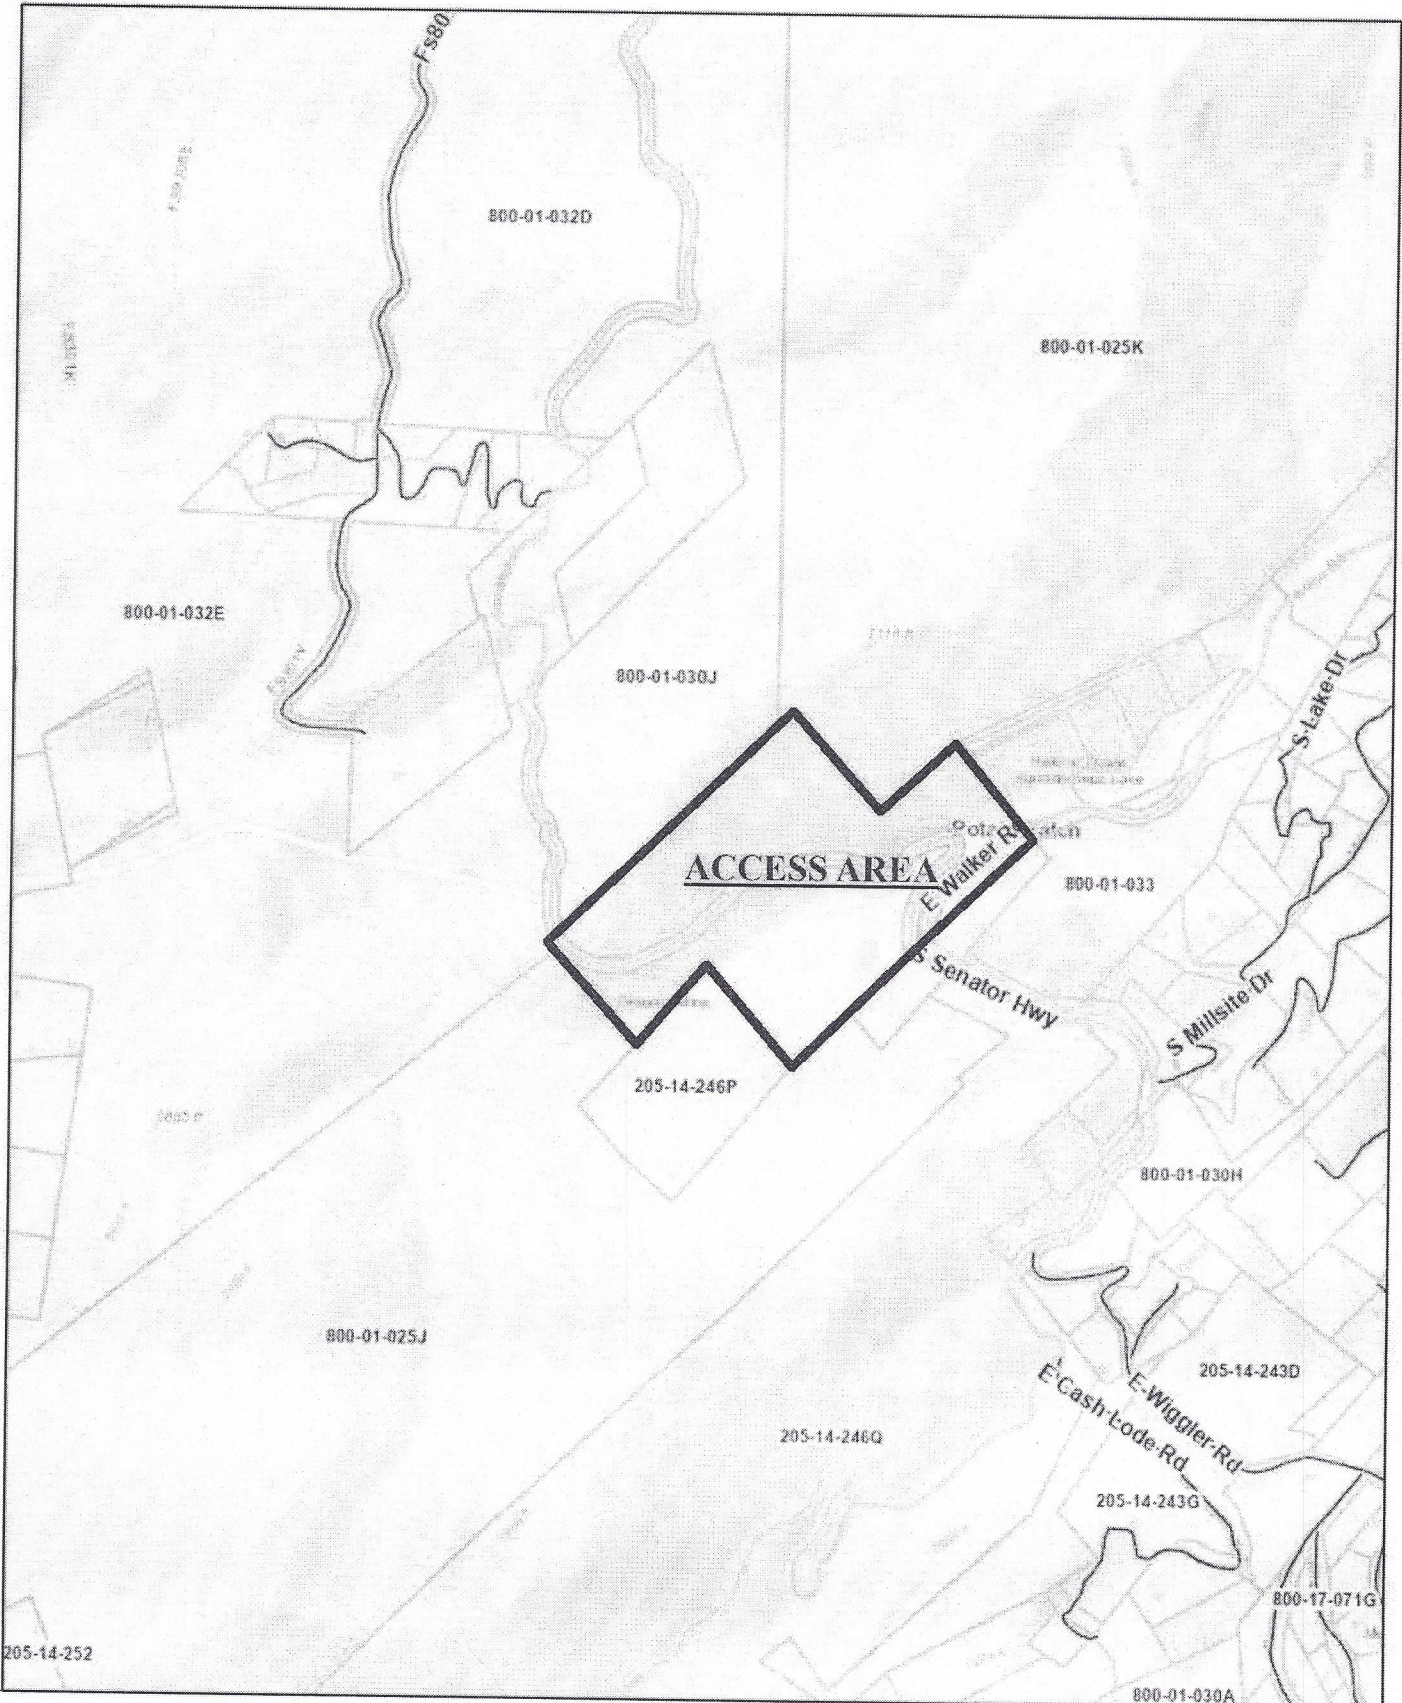 Fs80
800-01-032D
800-01-025K
800-01-032E
800-01-030J
S Lake Dr
ACCESS AREA
E Walker R
800-01-033
S Senator Hwy
S Millsite Dr
205-14-246P
800-01-030H
800-01-025J
205-14-243D
E Cash Lode Rd
E Wiggler Rd
205-14-246Q
205-14-243G
800-17-071G
205-14-252
800-01-030A